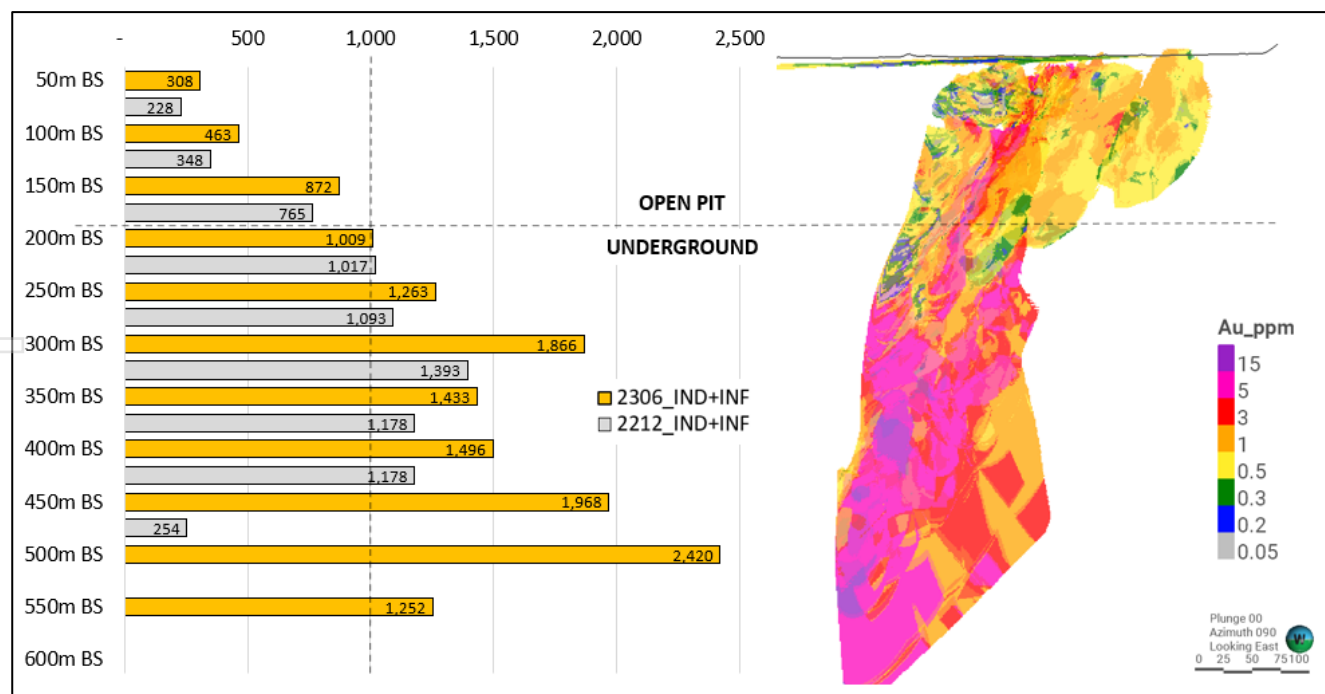 - 500 1,000 1,500 2,000 2,500
50m BS 308
228
100m BS 463
348
150m BS 872
765
OPEN PIT
200m BS 1,009
UNDERGROUND
1,017
250m BS 1,263
1,093
300m BS 1,866
1,393
350m BS 1,433
1,178
400m BS 1,496
1,178
450m BS 1,968
254
500m BS 2,420
550m BS 1,252
600m BS
2306_IND+INF
2212_IND+INF
Au_ppm
15
5
3
1
0.5
0.3
0.2
0.05
Plunge 00
Azimuth 090
Looking East
0 25 50 75 100